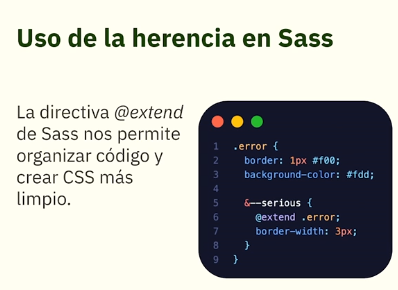 Uso de la herencia en Sass
La directiva @extend
de Sass nos permite
organizar código y
crear CSS más
limpio.
1 .error {
2 border: 1px #f00;
3 background-color: #fdd;
4
5 &--serious {
6 @extend .error;
7 border-width: 3px;
8 }
9 }